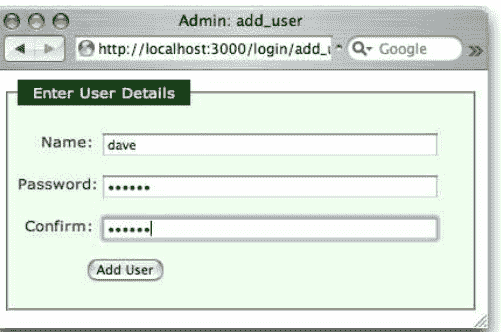 Admin: add_user
http://localhost:3000/login/add_u
Google
Enter User Details
Name: dave
Password: ••••••
Confirm: ••••••
Add User